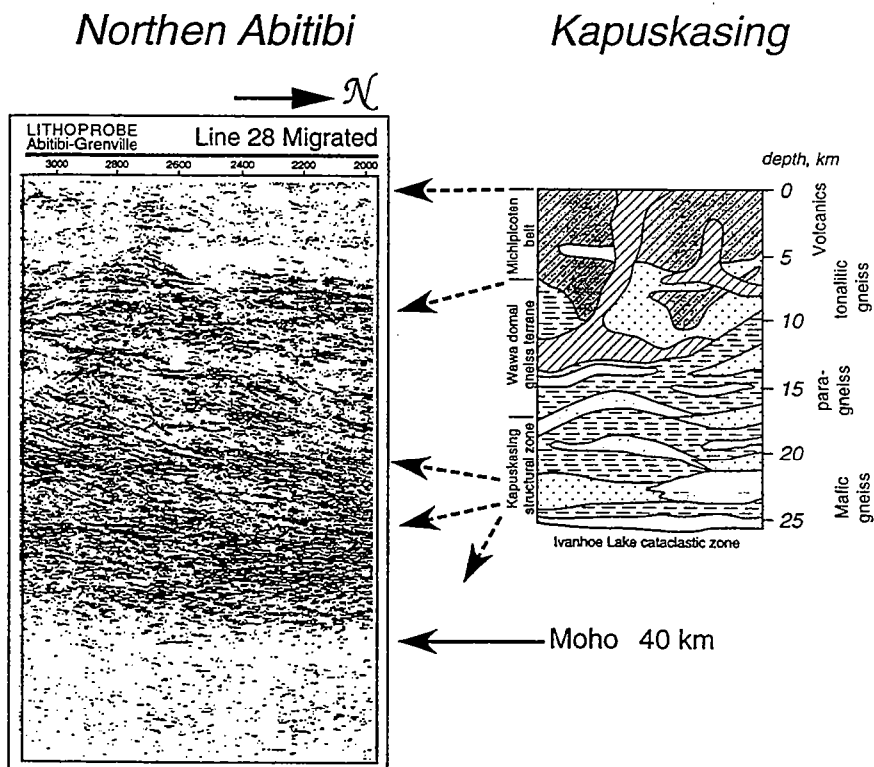 Northen Abitibi
Kapuskasing
N
LITHOPROBE
Abitibi-Grenville
Line 28 Migrated
3000 2800 2600 2400 2200 2000
depth, km
0
5
10
15
20
25
Michipicoten
belt
Wawa domal
gneiss terrane
Kapuskasing
structural zone
Volcanics
tonalilic
gneiss
para-
gneiss
Mafic
gneiss
Ivanhoe Lake cataclastic zone
Moho 40 km